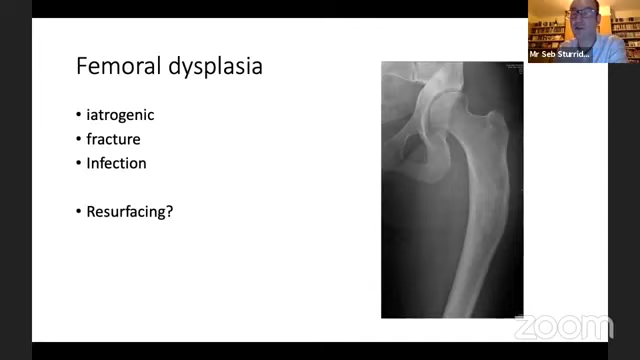 Femoral dysplasia
• iatrogenic
• fracture
• Infection
• Resurfacing?
Mr Seb Sturrid...
zoom